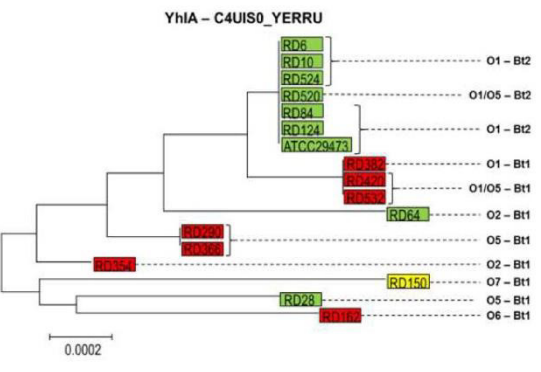 YhlA – C4UIS0_YERRU
RD6
RD10 O1 – Bt2
RD524
RD520 O1/O5 – Bt2
RD84
RD124 O1 – Bt2
ATCC29473
RD382 O1 – Bt1
RD420 O1/O5 – Bt1
RD532
RD64 O2 – Bt1
RD290
RD366 O5 – Bt1
RD354 O2 – Bt1
RD150 O7 – Bt1
RD28 O5 – Bt1
RD162 O6 – Bt1
0.0002